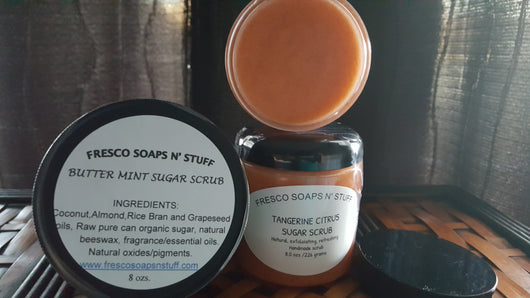 FRESCO SOAPS N' STUFF
BUTTER MINT SUGAR SCRUB
INGREDIENTS:
Coconut,Almond,Rice Bran and Grapeseed
oils, Raw pure can organic sugar, natural
beeswax, fragrance/essential oils.
Natural oxides/pigments.
www.frescosoapsnstuff.com
8 ozs.
FRESCO SOAPS N' STUFF
TANGERINE CITRUS
SUGAR SCRUB
Natural, exfoliating, refreshing
Handmade scrub
8.0 ozs /226 grams